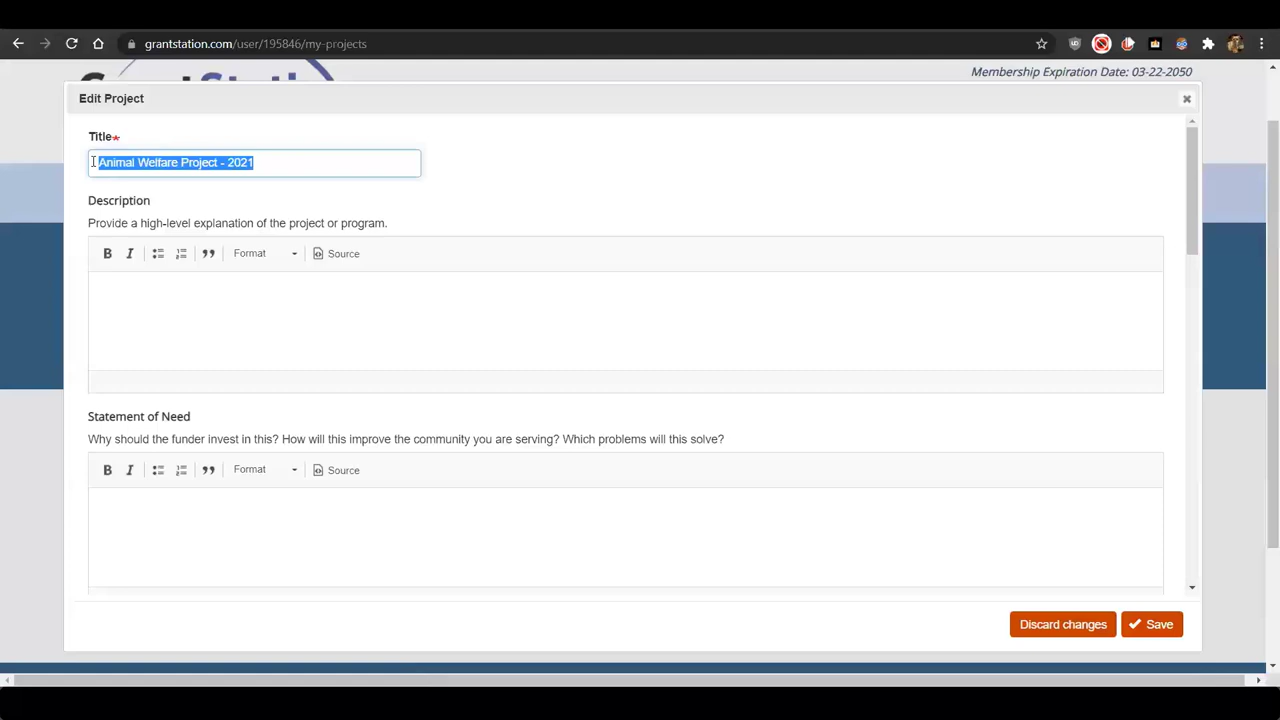 grantstation.com/user/195846/my-projects
Membership Expiration Date: 03-22-2050
Edit Project
Title*
Animal Welfare Project - 2021
Description
Provide a high-level explanation of the project or program.
B I Format Source
Statement of Need
Why should the funder invest in this? How will this improve the community you are serving? Which problems will this solve?
B I Format Source
Discard changes Save